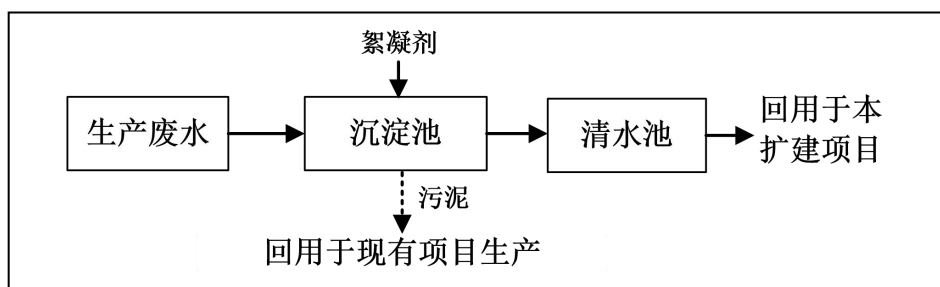 絮凝剂
生产废水
沉淀池
清水池
回用于本
扩建项目
污泥
回用于现有项目生产